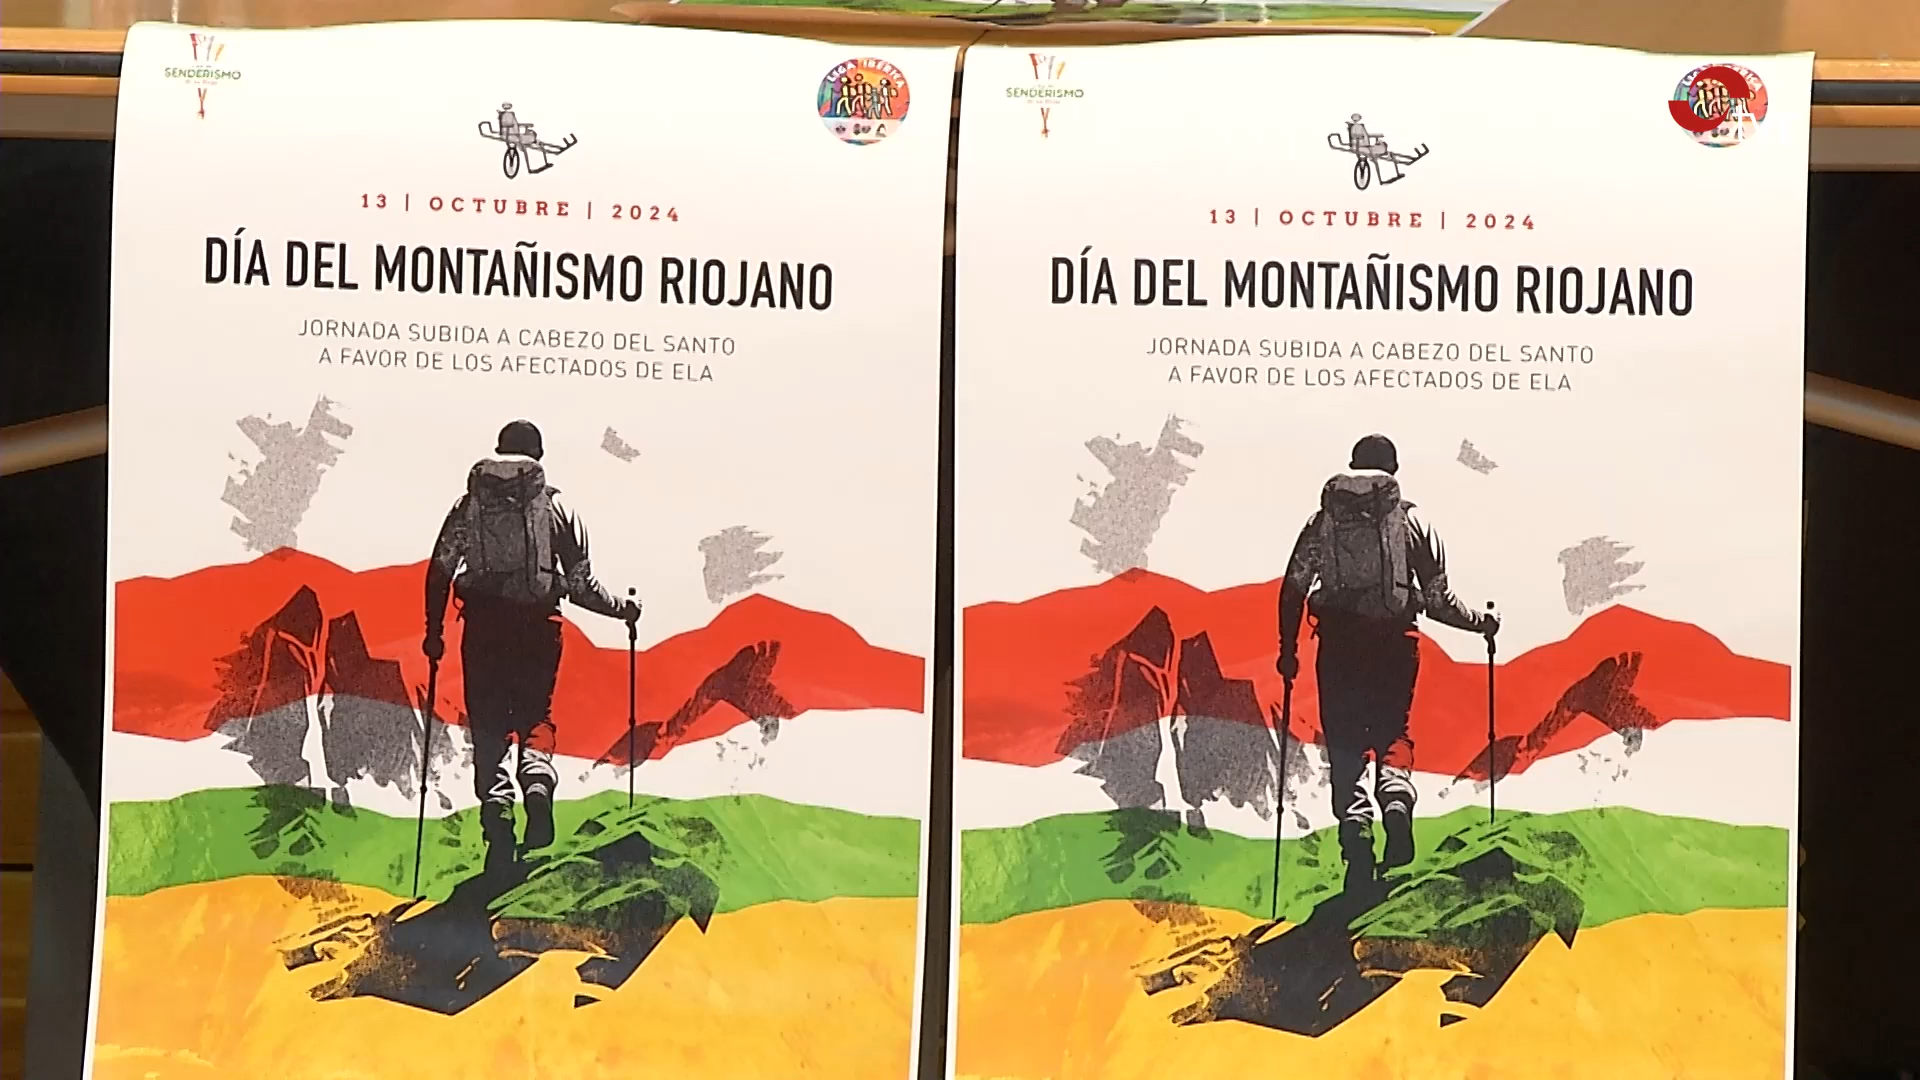 SENDERISMO
LIGA IBÉRICA
13 | OCTUBRE | 2024
DÍA DEL MONTAÑISMO RIOJANO
JORNADA SUBIDA A CABEZO DEL SANTO
A FAVOR DE LOS AFECTADOS DE ELA
SENDERISMO
13 | OCTUBRE | 2024
DÍA DEL MONTAÑISMO RIOJANO
JORNADA SUBIDA A CABEZO DEL SANTO
A FAVOR DE LOS AFECTADOS DE ELA